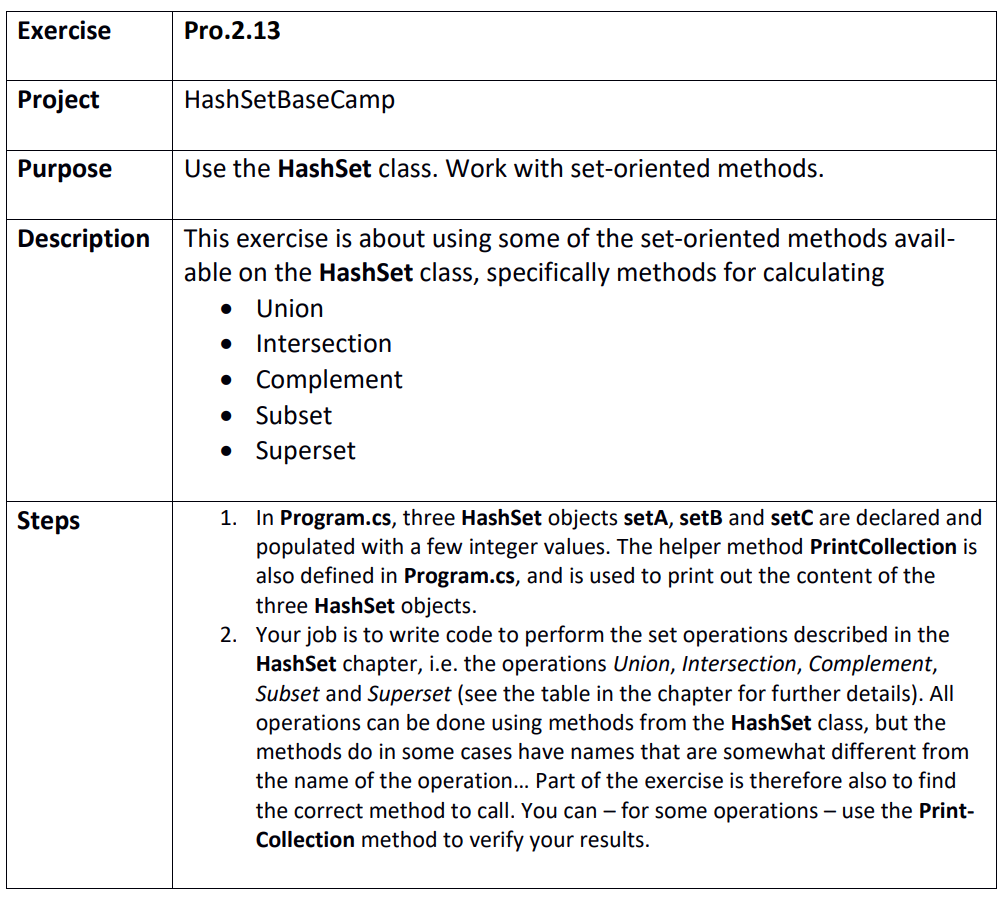 Exercise Pro.2.13
Project HashSetBaseCamp
Purpose Use the HashSet class. Work with set-oriented methods.
Description This exercise is about using some of the set-oriented methods avail-
able on the HashSet class, specifically methods for calculating
• Union
• Intersection
• Complement
• Subset
• Superset
Steps 1. In Program.cs, three HashSet objects setA, setB and setC are declared and
populated with a few integer values. The helper method PrintCollection is
also defined in Program.cs, and is used to print out the content of the
three HashSet objects.
2. Your job is to write code to perform the set operations described in the
HashSet chapter, i.e. the operations Union, Intersection, Complement,
Subset and Superset (see the table in the chapter for further details). All
operations can be done using methods from the HashSet class, but the
methods do in some cases have names that are somewhat different from
the name of the operation… Part of the exercise is therefore also to find
the correct method to call. You can – for some operations – use the Print-
Collection method to verify your results.